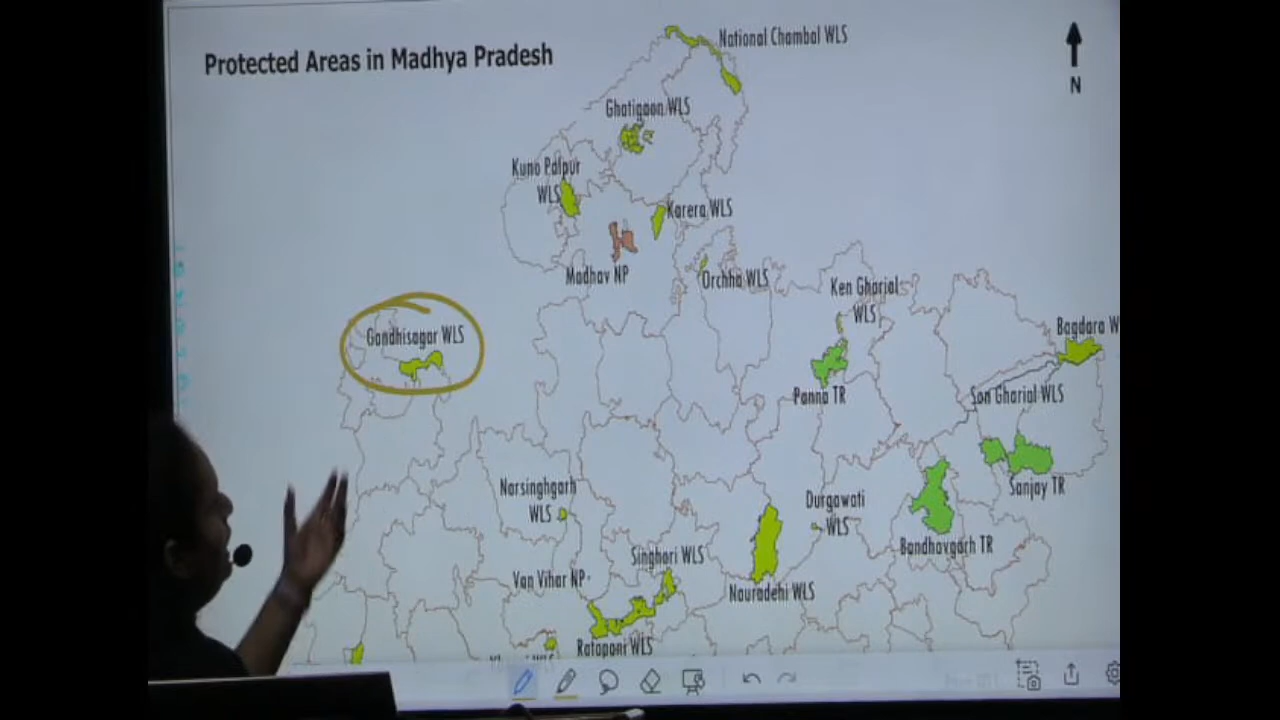 Protected Areas in Madhya Pradesh
National Chambal WLS
N
Ghatigaon WLS
Kuno Palpur
WLS
Karera WLS
Madhav NP
Orchha WLS
Ken Gharial
WLS
Gandhisagar WLS
Bagdara W
Panna TR
Son Gharial WLS
Narsinghgarh
WLS
Durgawati
WLS
Sanjay TR
Bandhavgarh TR
Singhori WLS
Van Vihar NP
Nauradehi WLS
Ratapani WLS